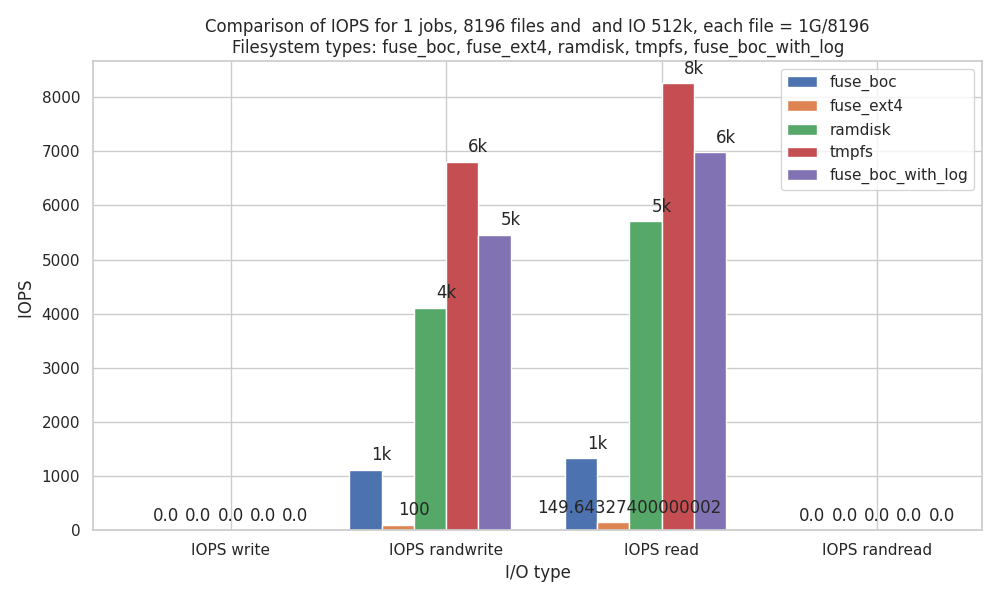 Comparison of IOPS for 1 jobs, 8196 files and  and IO 512k, each file = 1G/8196
Filesystem types: fuse_boc, fuse_ext4, ramdisk, tmpfs, fuse_boc_with_log
fuse_boc
fuse_ext4
ramdisk
tmpfs
fuse_boc_with_log
IOPS
8000
7000
6000
5000
4000
3000
2000
1000
0
0.0 0.0 0.0 0.0 0.0
1k
100
4k
6k
5k
1k
149.64327400000002
5k
8k
6k
0.0 0.0 0.0 0.0 0.0
IOPS write
IOPS randwrite
IOPS read
IOPS randread
I/O type